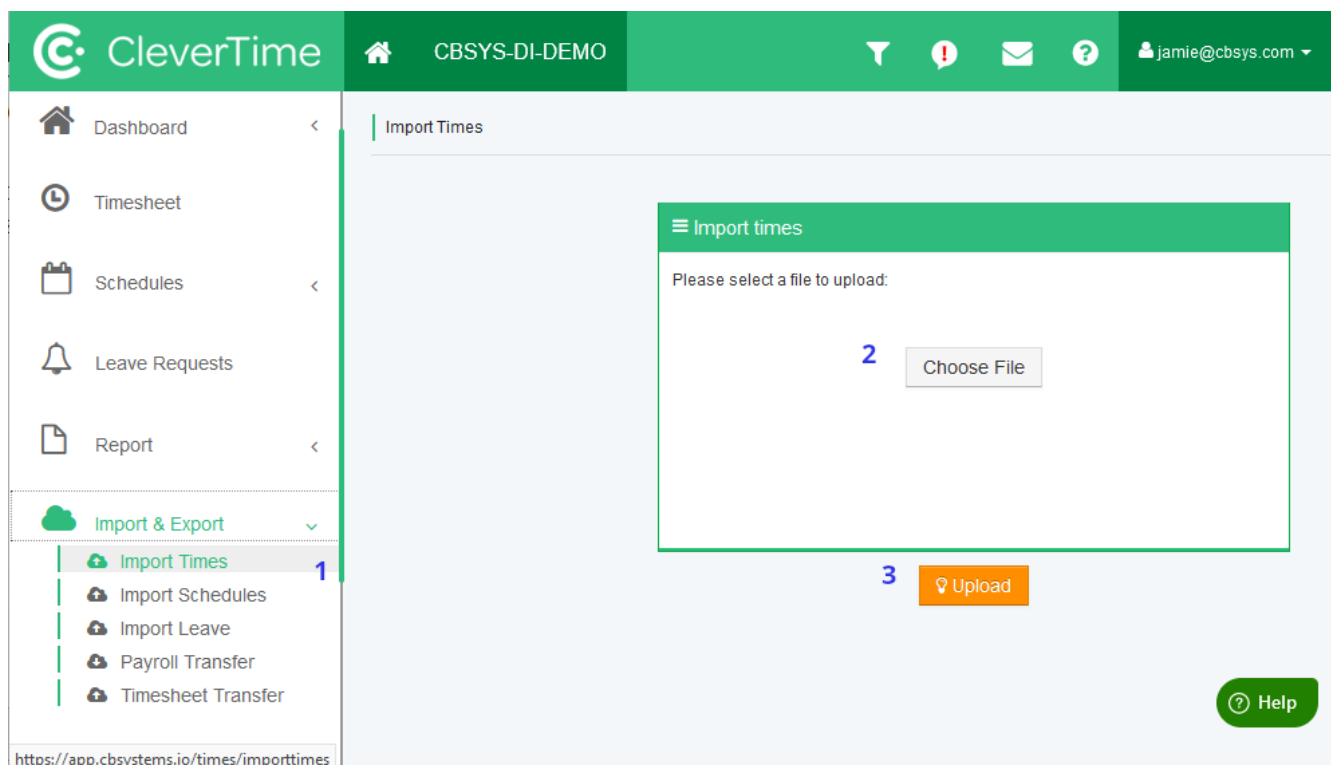 CleverTime
CBSYS-DI-DEMO
jamie@cbsys.com
Dashboard
Timesheet
Schedules
Leave Requests
Report
Import & Export
Import Times
1
Import Schedules
Import Leave
Payroll Transfer
Timesheet Transfer
https://app.cbsystems.io/times/importtimes
Import Times
Import times
Please select a file to upload:
2
Choose File
3
Upload
Help